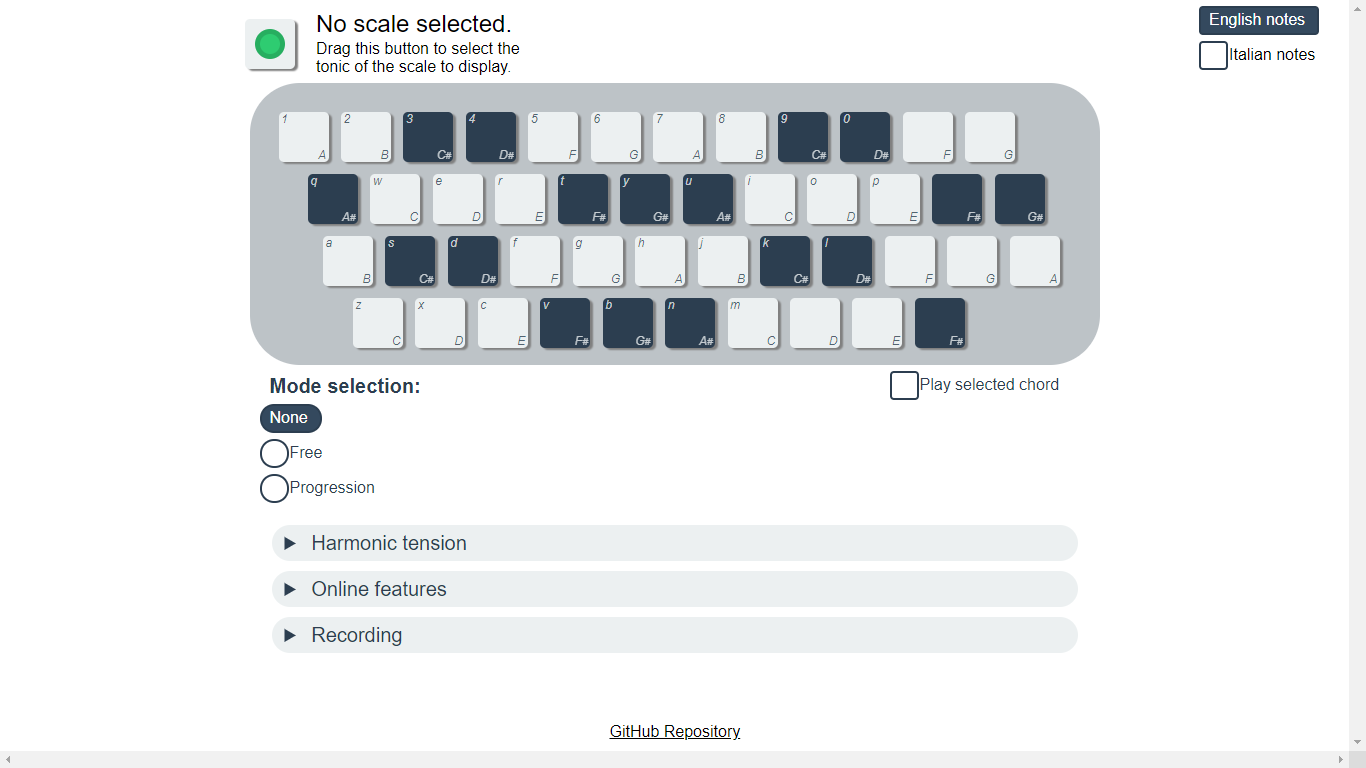 No scale selected.
Drag this button to select the
tonic of the scale to display.
English notes
Italian notes
1 A 2 B 3 C# 4 D# 5 F 6 G 7 A 8 B 9 C# 0 D# F G
q A# w C e D r E t F# y G# u A# i C o D p E F# G#
a B s C# d D# f F g G h A j B k C# l D# F G A
z C x D c E v F# b G# n A# m C D E F#
Mode selection:
Play selected chord
None
Free
Progression
Harmonic tension
Online features
Recording
GitHub Repository